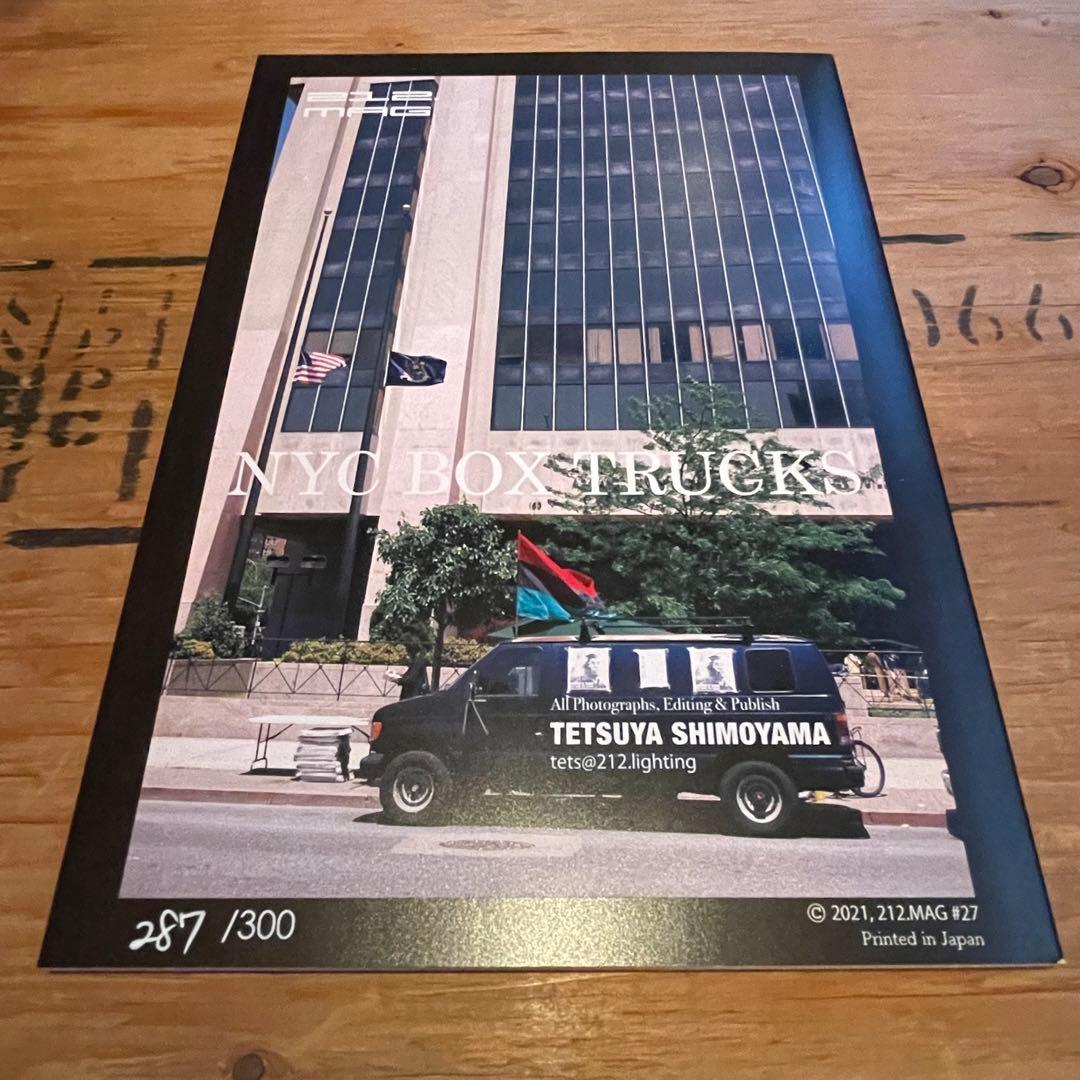 212.
MAG
NYC BOX TRUCKS
163
All Photographs, Editing & Publish
TETSUYA SHIMOYAMA
tets@212.lighting
287 /300
© 2021, 212.MAG #27
Printed in Japan